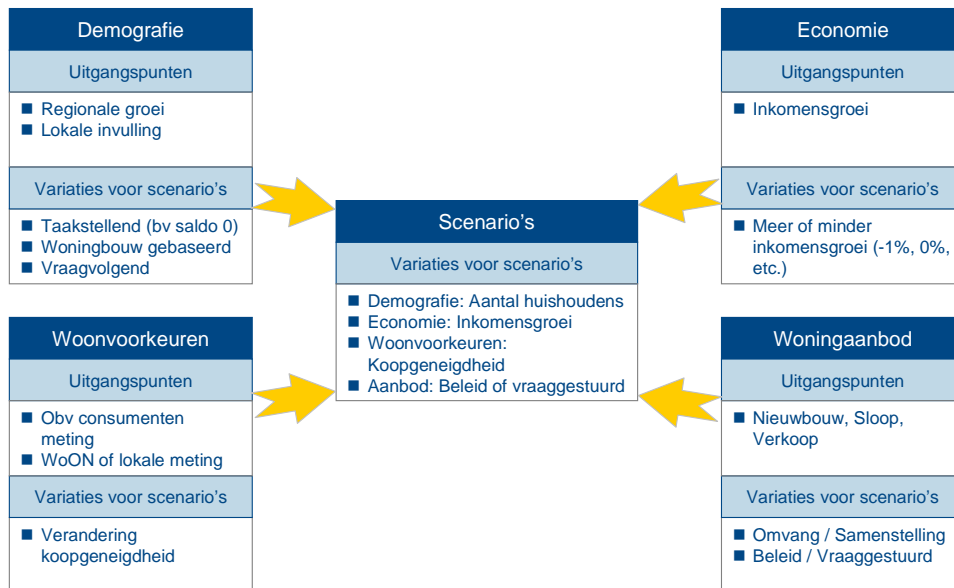 Demografie
Uitgangspunten
■ Regionale groei
■ Lokale invulling
Variaties voor scenario's
■ Taakstellend (bv saldo 0)
■ Woningbouw gebaseerd
■ Vraagvolgend
Economie
Uitgangspunten
■ Inkomensgroei
Variaties voor scenario's
■ Meer of minder
inkomensgroei (-1%, 0%,
etc.)
Scenario's
Variaties voor scenario's
■ Demografie: Aantal huishoudens
■ Economie: Inkomensgroei
■ Woonvoorkeuren:
Koopgeneigdheid
■ Aanbod: Beleid of vraaggestuurd
Woonvoorkeuren
Uitgangspunten
■ Obv consumenten
meting
■ WoON of lokale meting
Variaties voor scenario's
■ Verandering
koopgeneigdheid
Woningaanbod
Uitgangspunten
■ Nieuwbouw, Sloop,
Verkoop
Variaties voor scenario's
■ Omvang / Samenstelling
■ Beleid / Vraaggestuurd